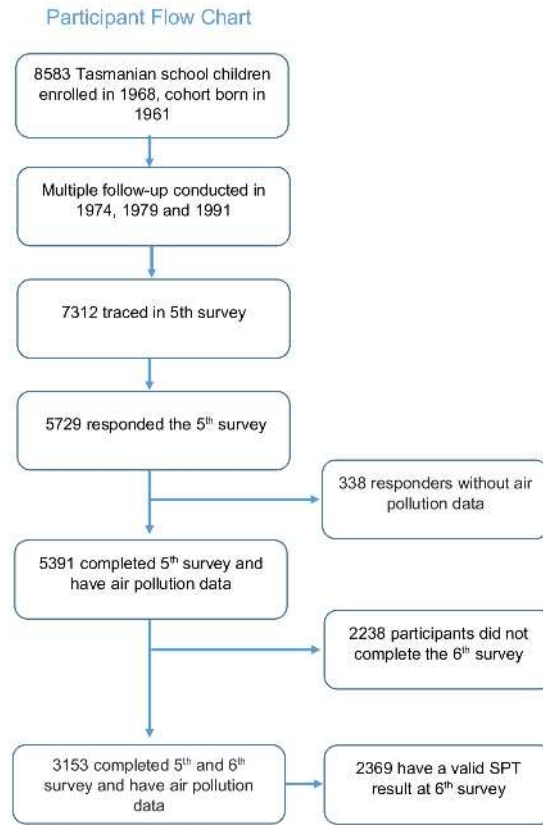 Participant Flow Chart
8583 Tasmanian school children
enrolled in 1968, cohort born in
1961
Multiple follow-up conducted in
1974, 1979 and 1991
7312 traced in 5th survey
5729 responded the 5th survey
338 responders without air
pollution data
5391 completed 5th survey and
have air pollution data
2238 participants did not
complete the 6th survey
3153 completed 5th and 6th
survey and have air pollution
data
2369 have a valid SPT
result at 6th survey